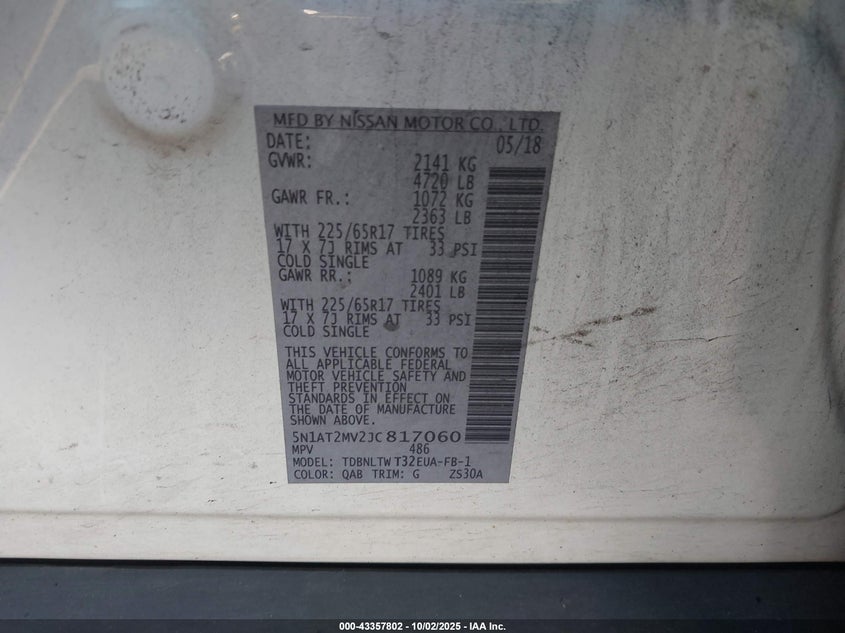 MFD BY NISSAN MOTOR CO., LTD.
DATE: 05/18
GVWR: 2141 KG
4720 LB
GAWR FR.: 1072 KG
2363 LB
WITH 225/65R17 TIRES
17 X 7J RIMS AT 33 PSI
COLD SINGLE
GAWR RR.: 1089 KG
2401 LB
WITH 225/65R17 TIRES
17 X 7J RIMS AT 33 PSI
COLD SINGLE
THIS VEHICLE CONFORMS TO
ALL APPLICABLE FEDERAL
MOTOR VEHICLE SAFETY AND
THEFT PREVENTION
STANDARDS IN EFFECT ON
THE DATE OF MANUFACTURE
SHOWN ABOVE.
5N1AT2MV2JC817060
MPV 486
MODEL: TDBNLTW T32EUA-FB-1
COLOR: QAB TRIM: G ZS30A
000-43357802 - 10/02/2025 - IAA Inc.